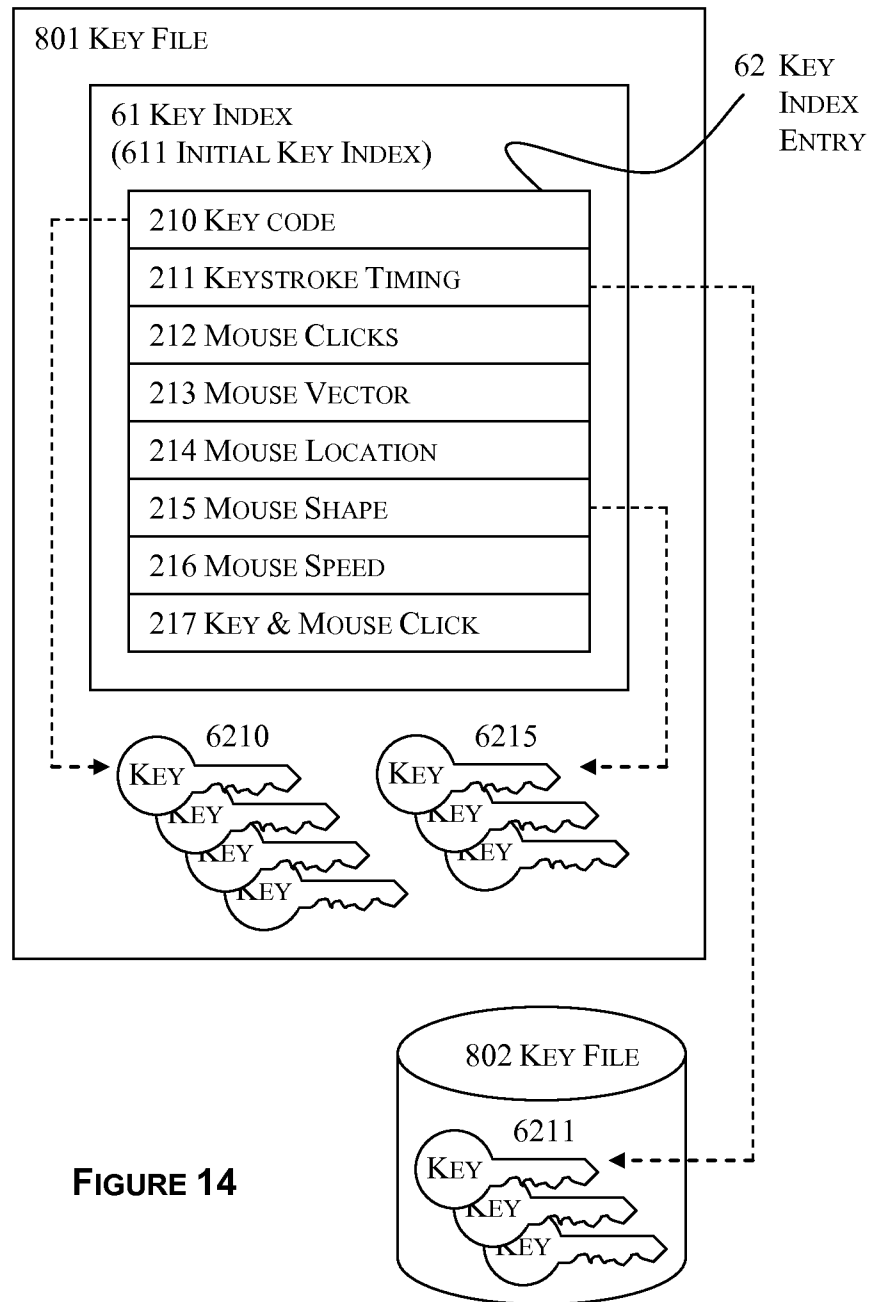 801 KEY FILE
62 KEY
INDEX
ENTRY
61 KEY INDEX
(611 INITIAL KEY INDEX)
210 KEY CODE
211 KEYSTROKE TIMING
212 MOUSE CLICKS
213 MOUSE VECTOR
214 MOUSE LOCATION
215 MOUSE SHAPE
216 MOUSE SPEED
217 KEY & MOUSE CLICK
6210
KEY
KEY
KEY
KEY
6215
KEY
KEY
KEY
802 KEY FILE
6211
KEY
KEY
KEY
FIGURE 14